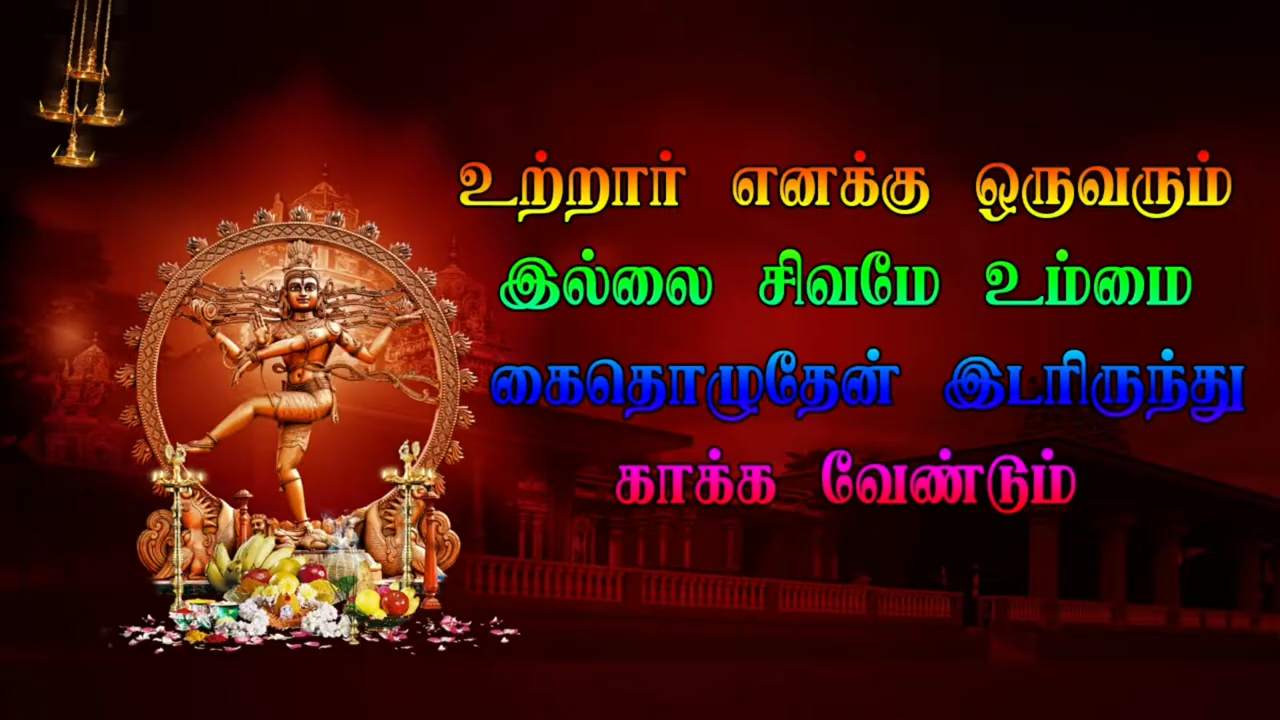 உற்றார் எனக்கு ஒருவரும்
இல்லை சிவமே உம்மை
கைதொழுதேன் இடரிருந்து
காக்க வேண்டும்